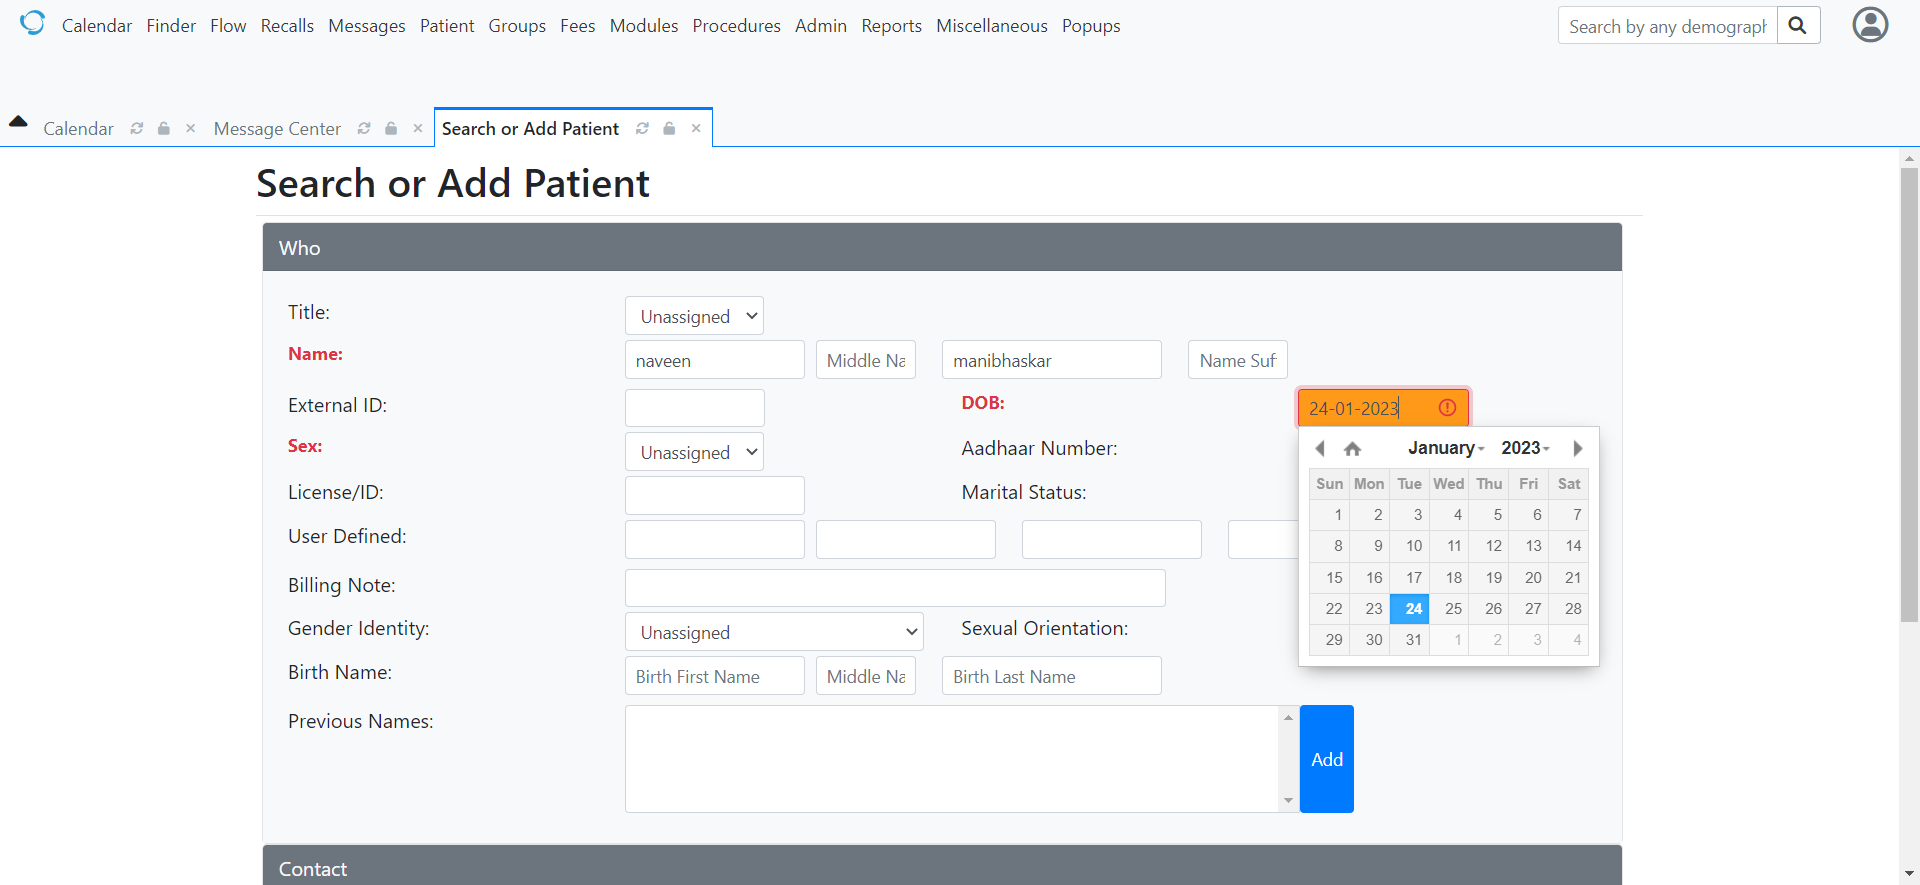 Calendar Finder Flow Recalls Messages Patient Groups Fees Modules Procedures Admin Reports Miscellaneous Popups
Search by any demograph
Calendar Message Center Search or Add Patient
Search or Add Patient
Who
Title: Unassigned
Name: naveen Middle Na manibhaskar Name Suf
External ID: DOB: 24-01-2023
Sex: Unassigned Aadhaar Number:
License/ID: Marital Status:
User Defined:
Billing Note:
Gender Identity: Unassigned Sexual Orientation:
Birth Name: Birth First Name Middle Na Birth Last Name
Previous Names:
Add
January 2023
Sun Mon Tue Wed Thu Fri Sat
1 2 3 4 5 6 7
8 9 10 11 12 13 14
15 16 17 18 19 20 21
22 23 24 25 26 27 28
29 30 31 1 2 3 4
Contact